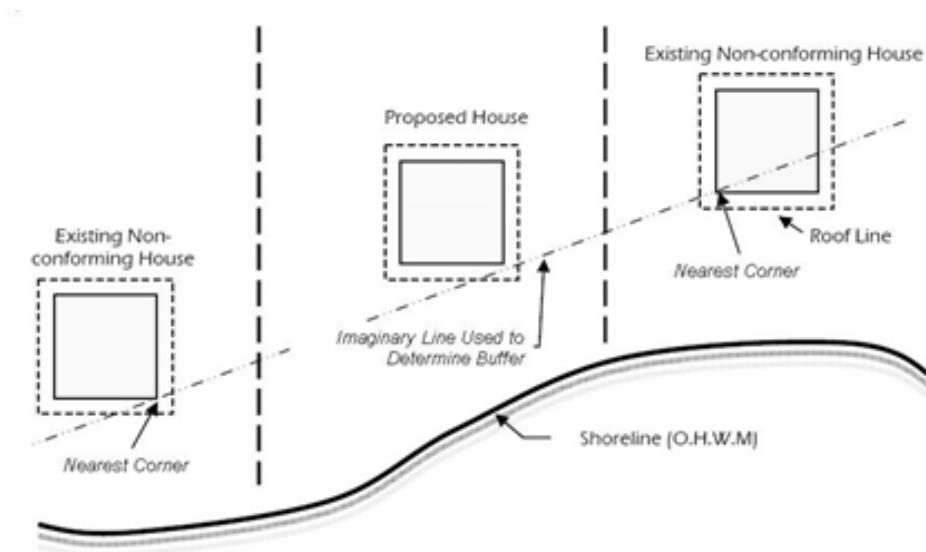 Existing Non-conforming House
Proposed House
Existing Non-
conforming House
Roof Line
Nearest Corner
Imaginary Line Used to
Determine Buffer
Shoreline (O.H.W.M)
Nearest Corner